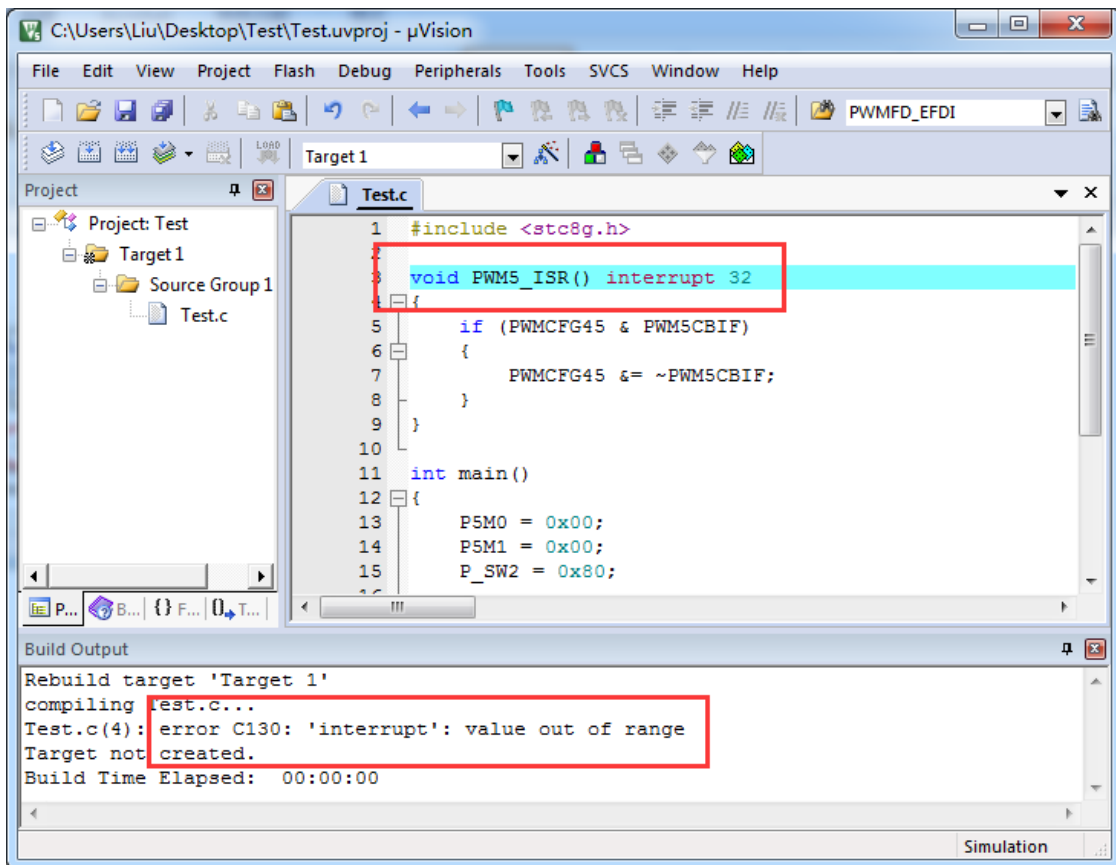 C:\Users\Liu\Desktop\Test\Test.uvproj - µVision
File Edit View Project Flash Debug Peripherals Tools SVCS Window Help
PWMFD_EFDI
LOAD
Target 1
Project
Project: Test
Target 1
Source Group 1
Test.c
P... B... {} F... 0 T...
Test.c
1 #include <stc8g.h>
2
3 void PWM5_ISR() interrupt 32
4 {
5 if (PWMCFG45 & PWM5CBIF)
6 {
7 PWMCFG45 &= ~PWM5CBIF;
8 }
9 }
10
11 int main()
12 {
13 P5M0 = 0x00;
14 P5M1 = 0x00;
15 P_SW2 = 0x80;
Build Output
Rebuild target 'Target 1'
compiling Test.c...
Test.c(4): error C130: 'interrupt': value out of range
Target not created.
Build Time Elapsed: 00:00:00
Simulation